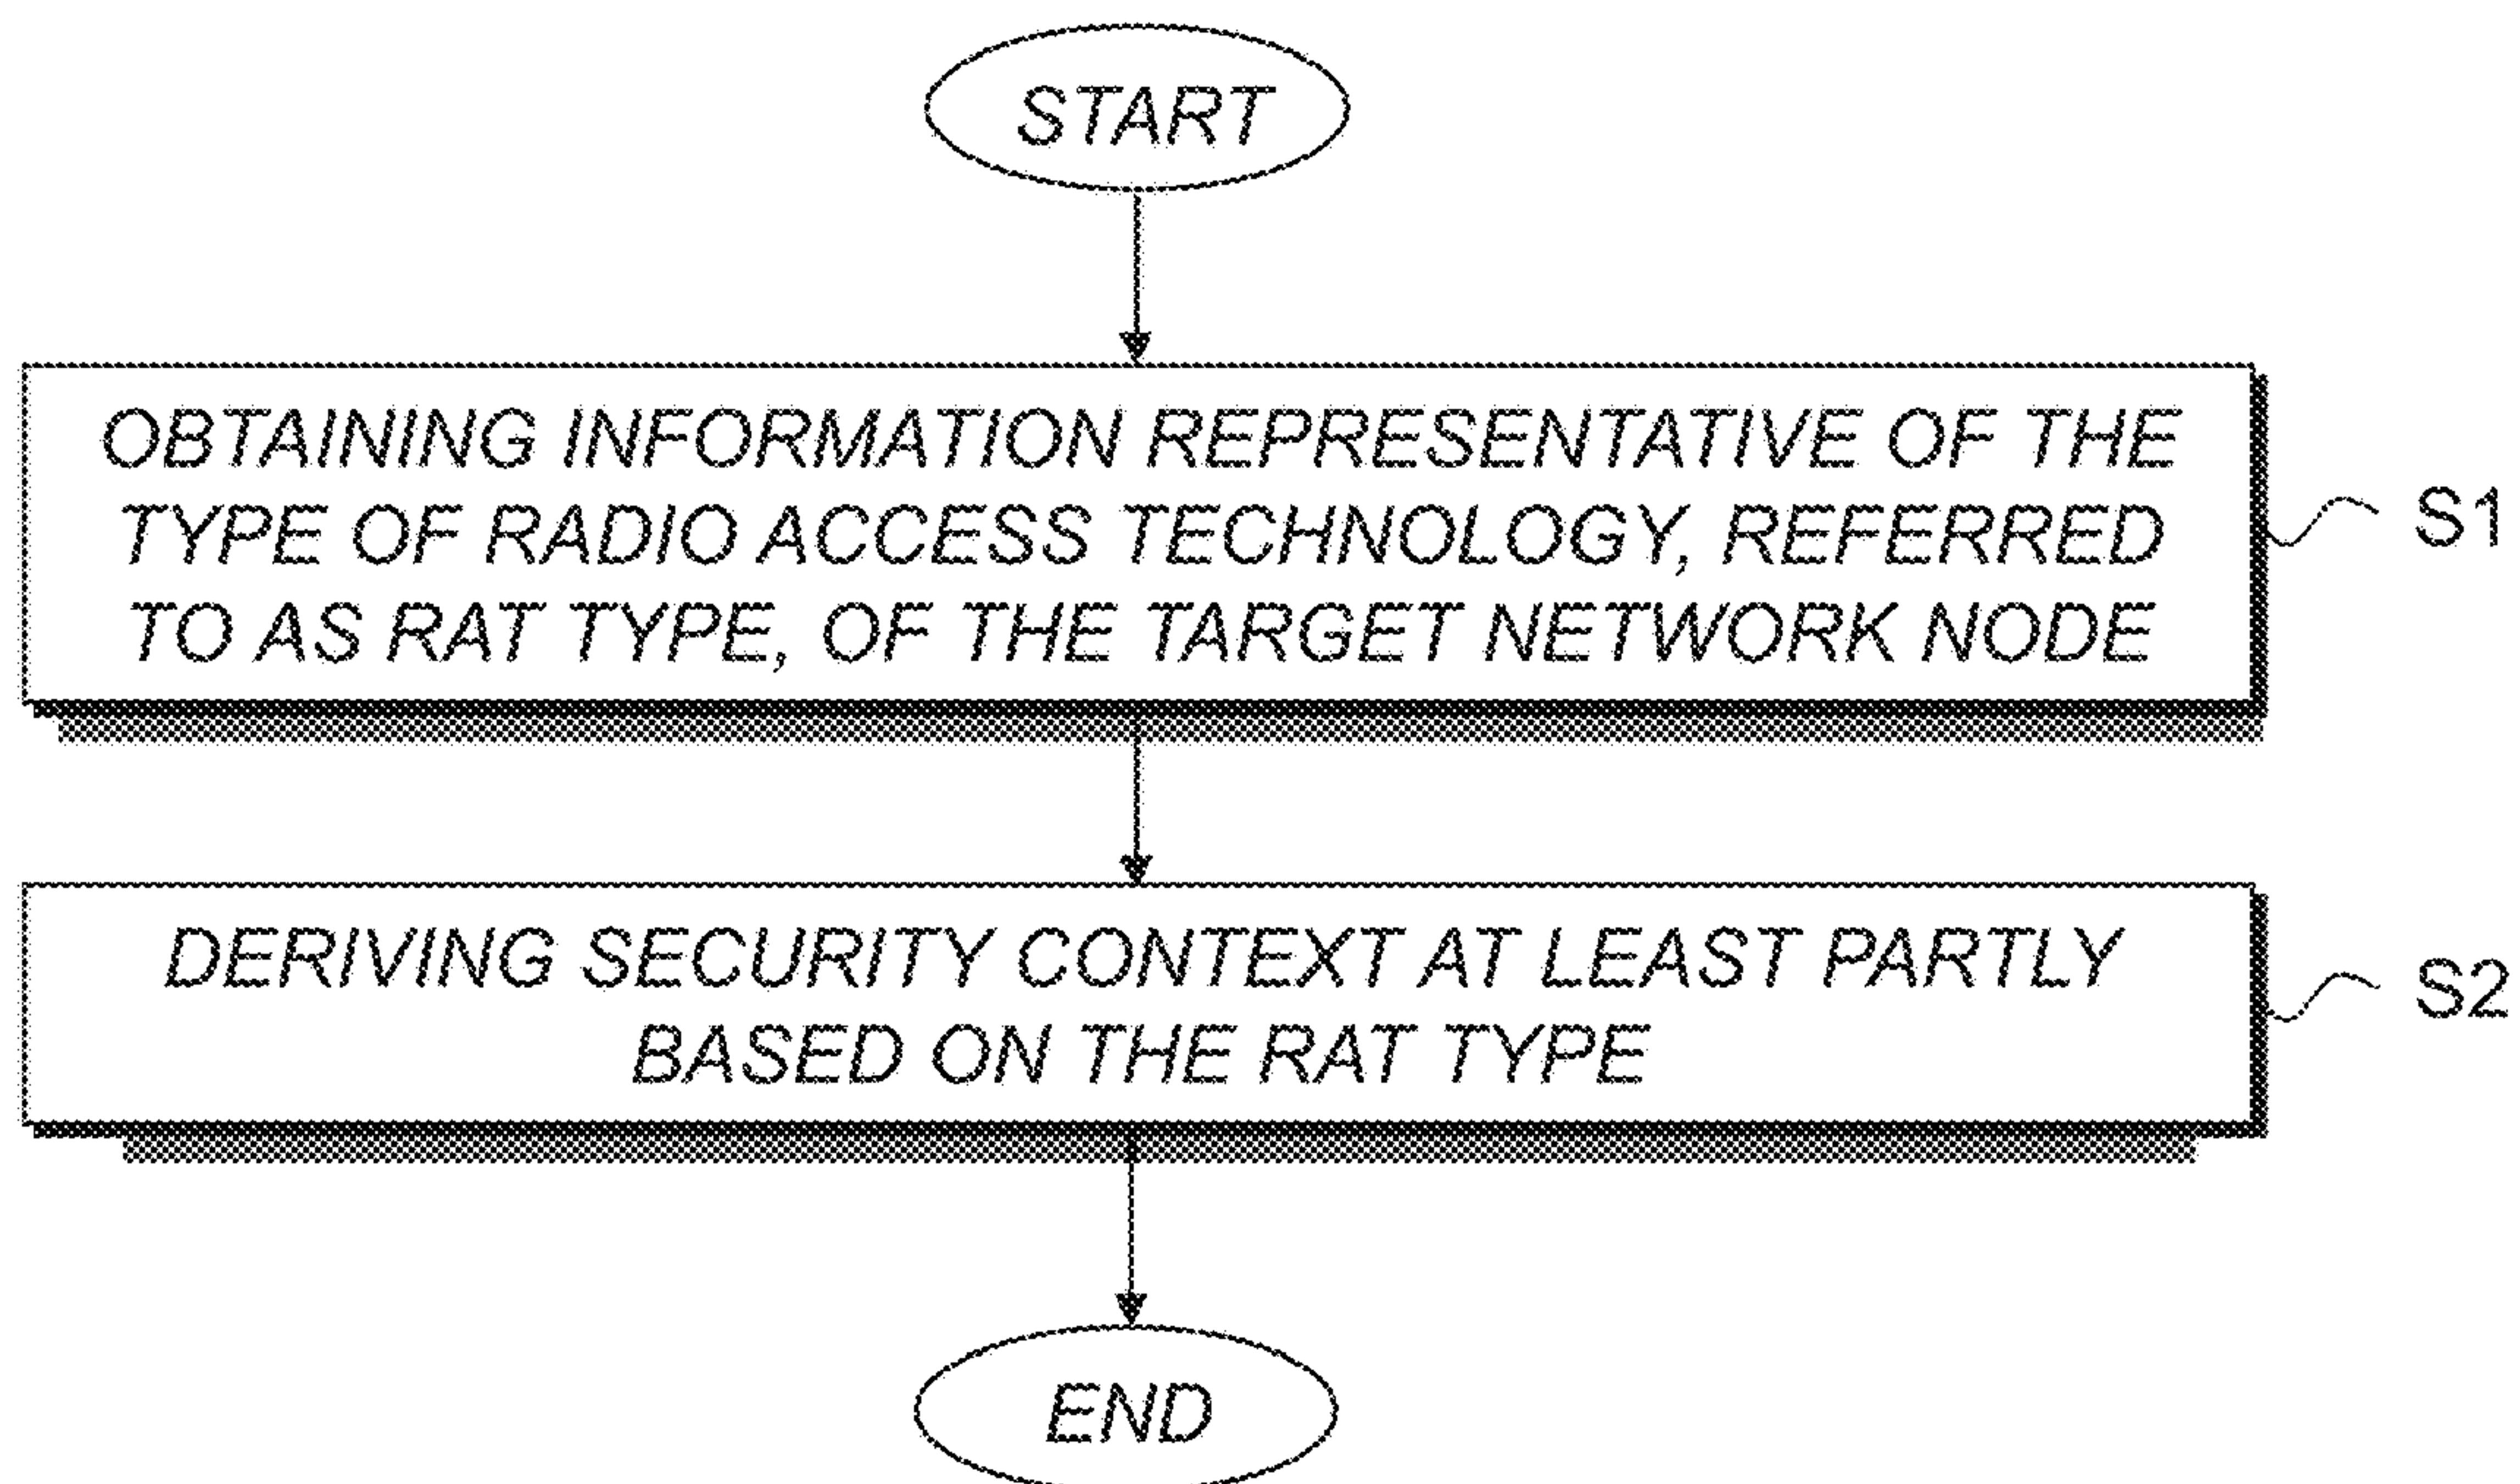 START
OBTAINING INFORMATION REPRESENTATIVE OF THE
TYPE OF RADIO ACCESS TECHNOLOGY, REFERRED
TO AS RAT TYPE, OF THE TARGET NETWORK NODE
S1
DERIVING SECURITY CONTEXT AT LEAST PARTLY
BASED ON THE RAT TYPE
S2
END